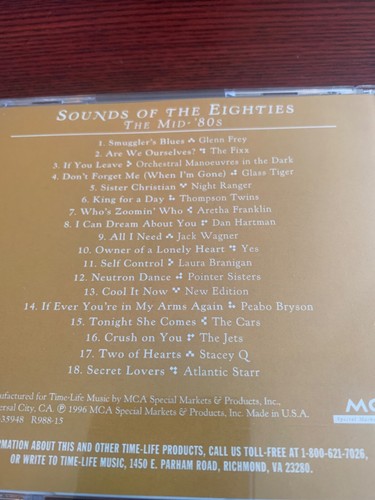 SOUNDS OF THE EIGHTIES
THE MID-'80s
1. Smuggler's Blues Glenn Frey
2. Are We Ourselves? The Fixx
3. If You Leave Orchestral Manoeuvres in the Dark
4. Don't Forget Me (When I'm Gone) Glass Tiger
5. Sister Christian Night Ranger
6. King for a Day Thompson Twins
7. Who's Zoomin' Who Aretha Franklin
8. I Can Dream About You Dan Hartman
9. All I Need Jack Wagner
10. Owner of a Lonely Heart Yes
11. Self Control Laura Branigan
12. Neutron Dance Pointer Sisters
13. Cool It Now New Edition
14. If Ever You're in My Arms Again Peabo Bryson
15. Tonight She Comes The Cars
16. Crush on You The Jets
17. Two of Hearts Stacey Q
18. Secret Lovers Atlantic Starr
nufactured for Time-Life Music by MCA Special Markets & Products, Inc.,
ersal City, CA. ℗ 1996 MCA Special Markets & Products, Inc. Made in U.S.A.
-35948 R988-15
MC
RMATION ABOUT THIS AND OTHER TIME-LIFE PRODUCTS, CALL US TOLL-FREE AT 1-800-621-7026,
OR WRITE TO TIME-LIFE MUSIC, 1450 E. PARHAM ROAD, RICHMOND, VA 23280.